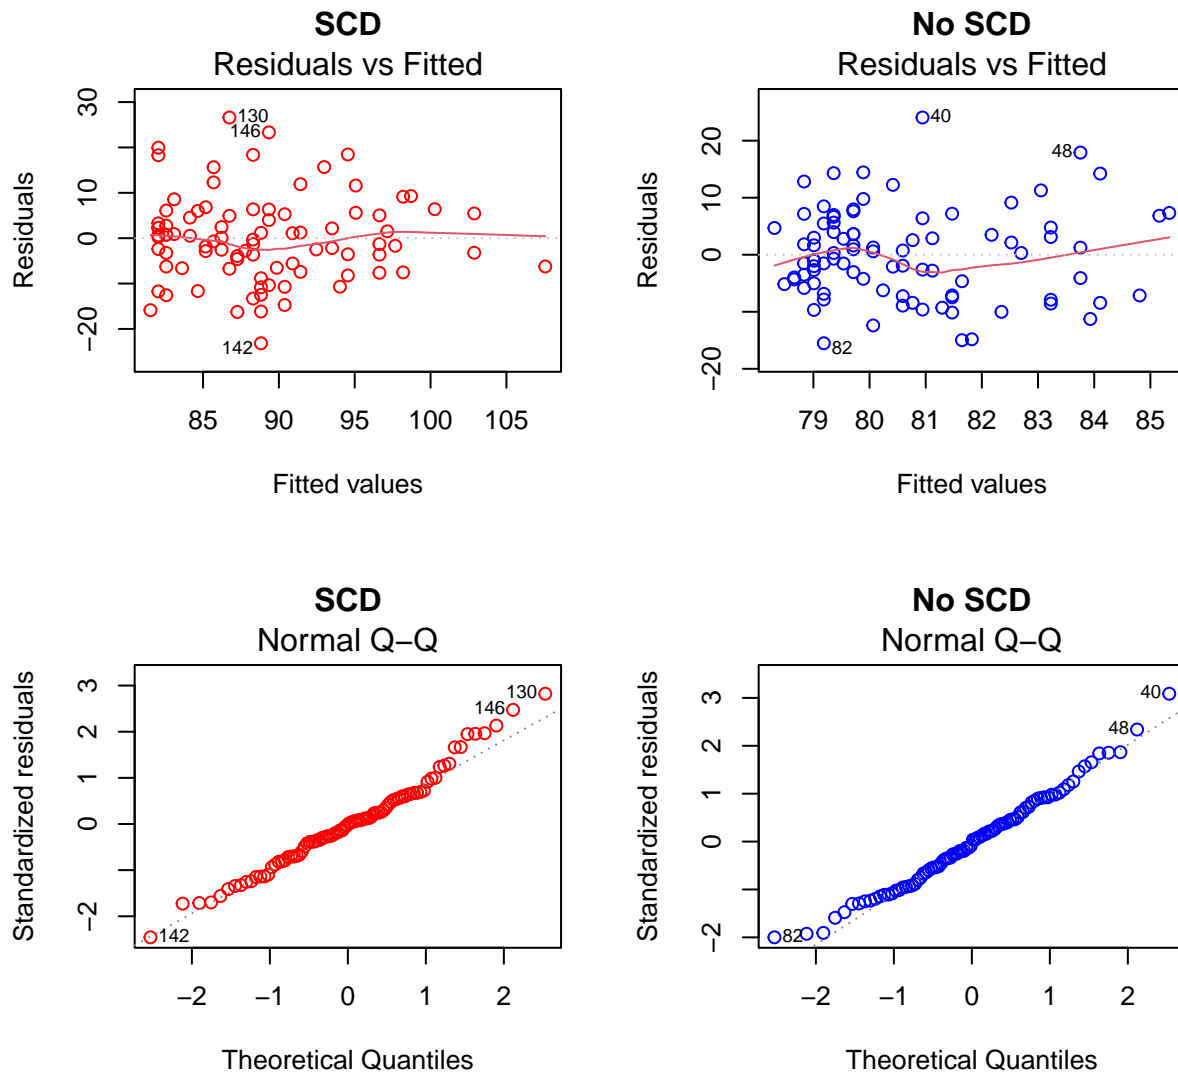 SCD
Residuals vs Fitted
Residuals
30
10
0
−20
130
146
142
85 90 95 100 105
Fitted values
No SCD
Residuals vs Fitted
Residuals
20
10
0
−20
40
48
82
79 80 81 82 83 84 85
Fitted values
SCD
Normal Q−Q
Standardized residuals
3
2
1
0
−2
130
146
142
−2 −1 0 1 2
Theoretical Quantiles
No SCD
Normal Q−Q
Standardized residuals
3
2
1
0
−2
40
48
82
−2 −1 0 1 2
Theoretical Quantiles